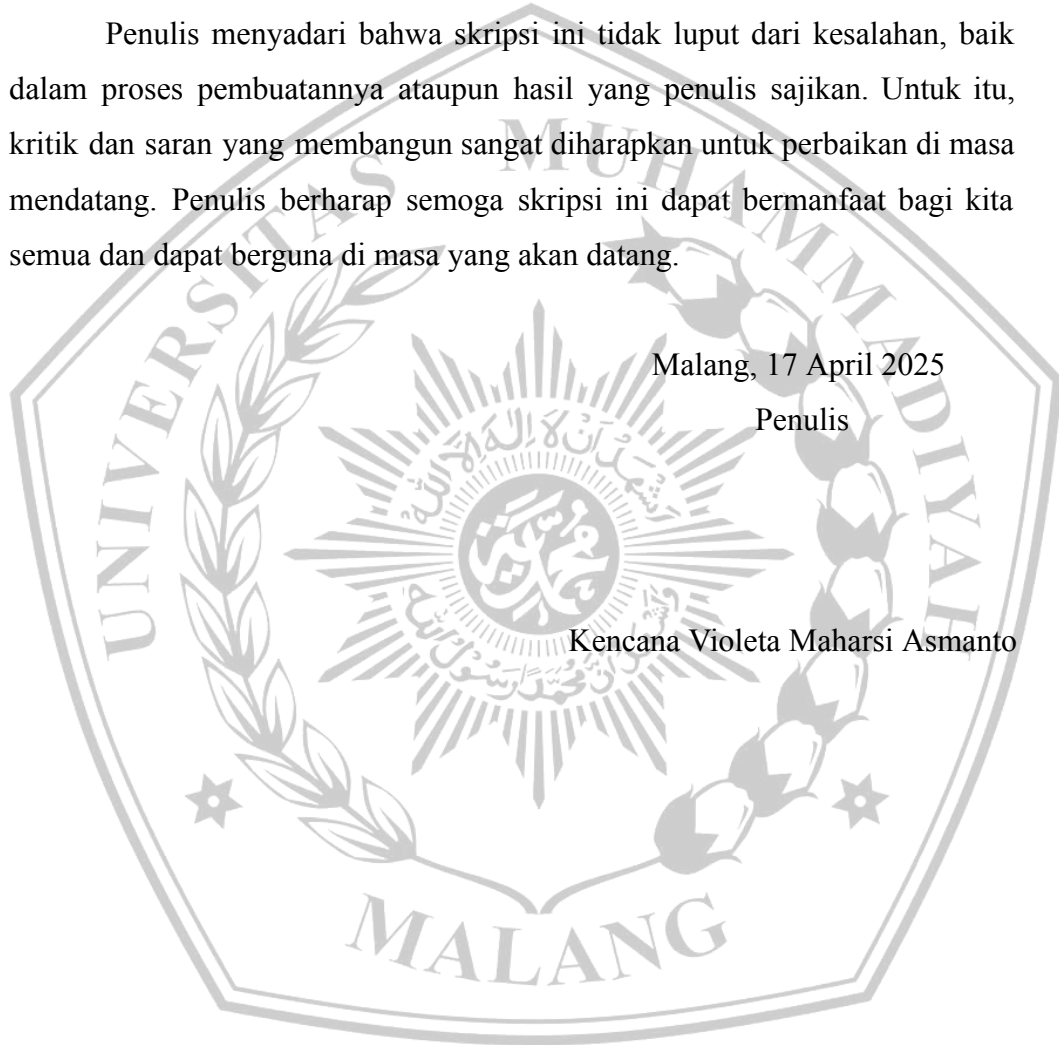 Penulis menyadari bahwa skripsi ini tidak luput dari kesalahan, baik
dalam proses pembuatannya ataupun hasil yang penulis sajikan. Untuk itu,
kritik dan saran yang membangun sangat diharapkan untuk perbaikan di masa
mendatang. Penulis berharap semoga skripsi ini dapat bermanfaat bagi kita
semua dan dapat berguna di masa yang akan datang.
Malang, 17 April 2025
Penulis
Kencana Violeta Maharsi Asmanto
UNIVERSITAS MUHAMMADIYAH
MALANG